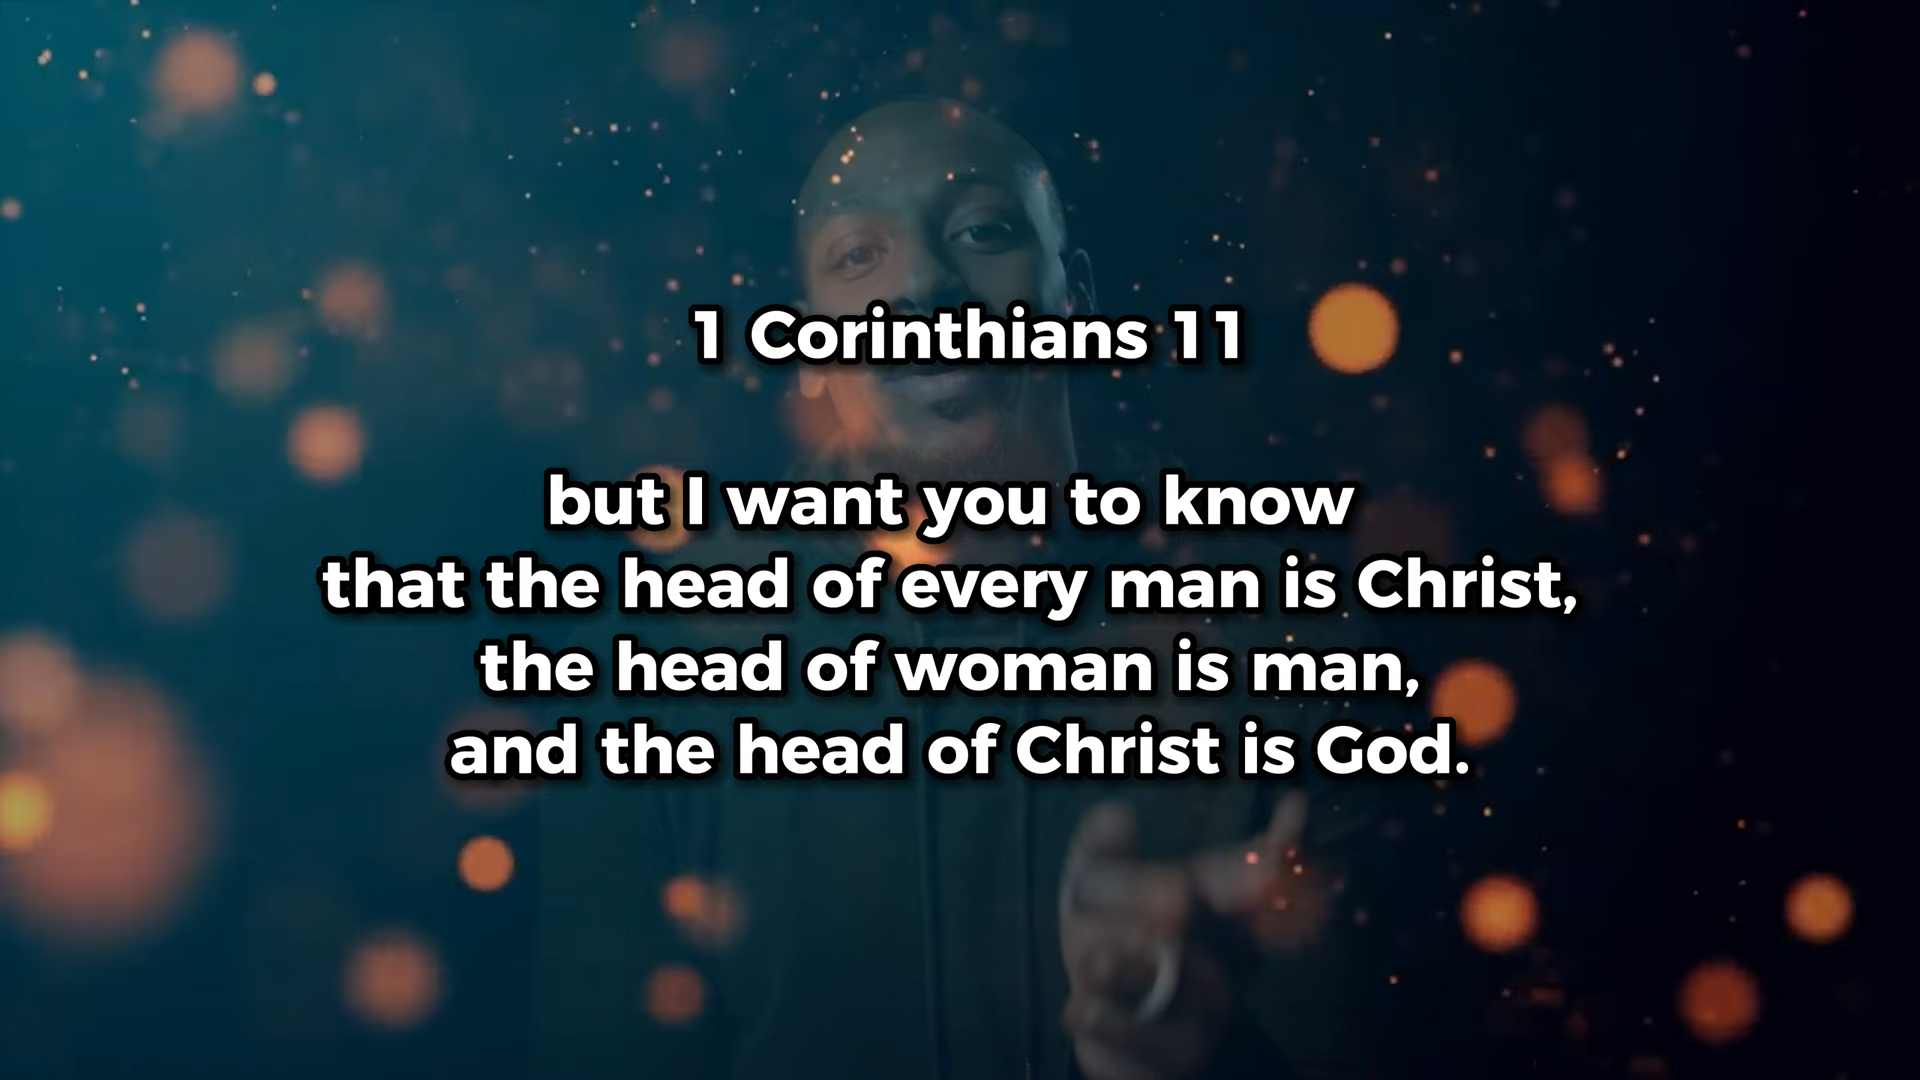 1 Corinthians 11
but I want you to know
that the head of every man is Christ,
the head of woman is man,
and the head of Christ is God.